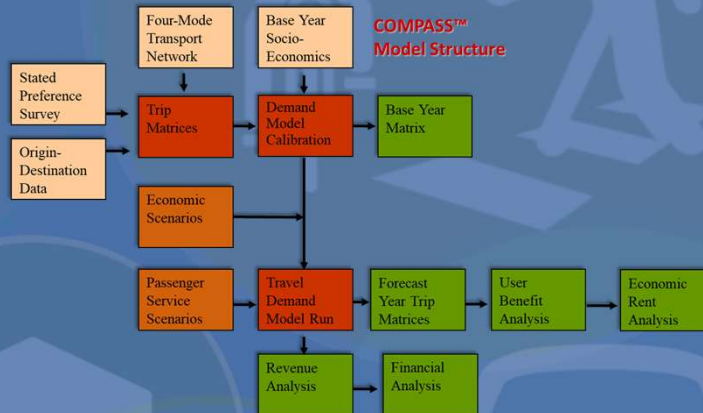 COMPASS™
Model Structure
Four-Mode
Transport
Network
Base Year
Socio-
Economics
Stated
Preference
Survey
Origin-
Destination
Data
Trip
Matrices
Demand
Model
Calibration
Base Year
Matrix
Economic
Scenarios
Passenger
Service
Scenarios
Travel
Demand
Model Run
Forecast
Year Trip
Matrices
User
Benefit
Analysis
Economic
Rent
Analysis
Revenue
Analysis
Financial
Analysis